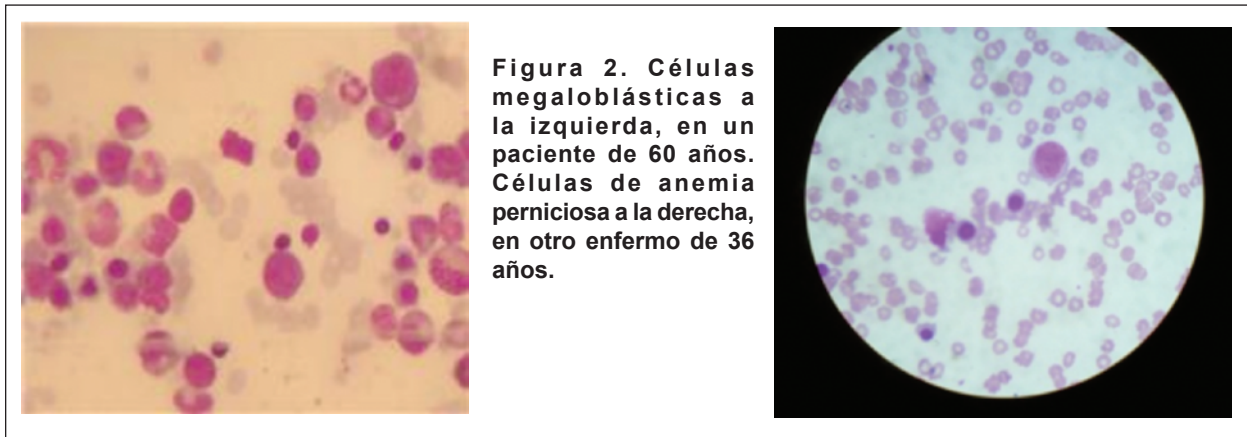 Figura 2. Células
megaloblásticas a
la izquierda, en un
paciente de 60 años.
Células de anemia
perniciosa a la derecha,
en otro enfermo de 36
años.